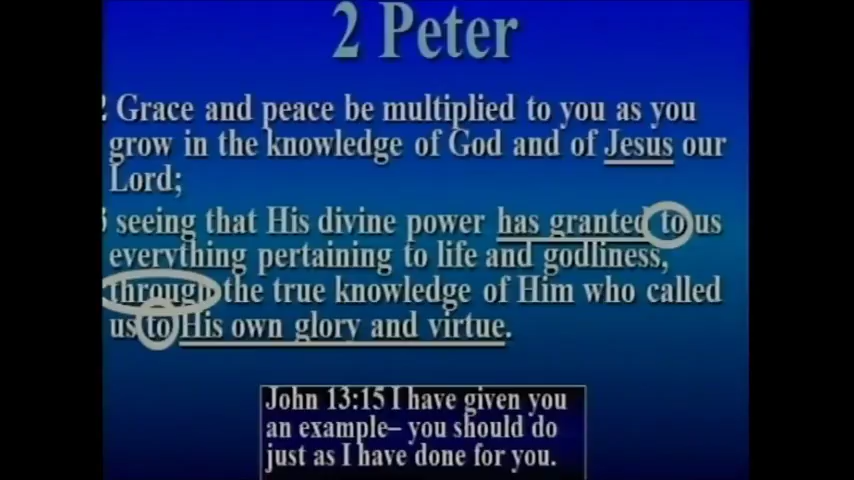 2 Peter
2 Grace and peace be multiplied to you as you
grow in the knowledge of God and of Jesus our
Lord;
3 seeing that His divine power has granted to us
everything pertaining to life and godliness,
through the true knowledge of Him who called
us to His own glory and virtue.
John 13:15 I have given you
an example– you should do
just as I have done for you.